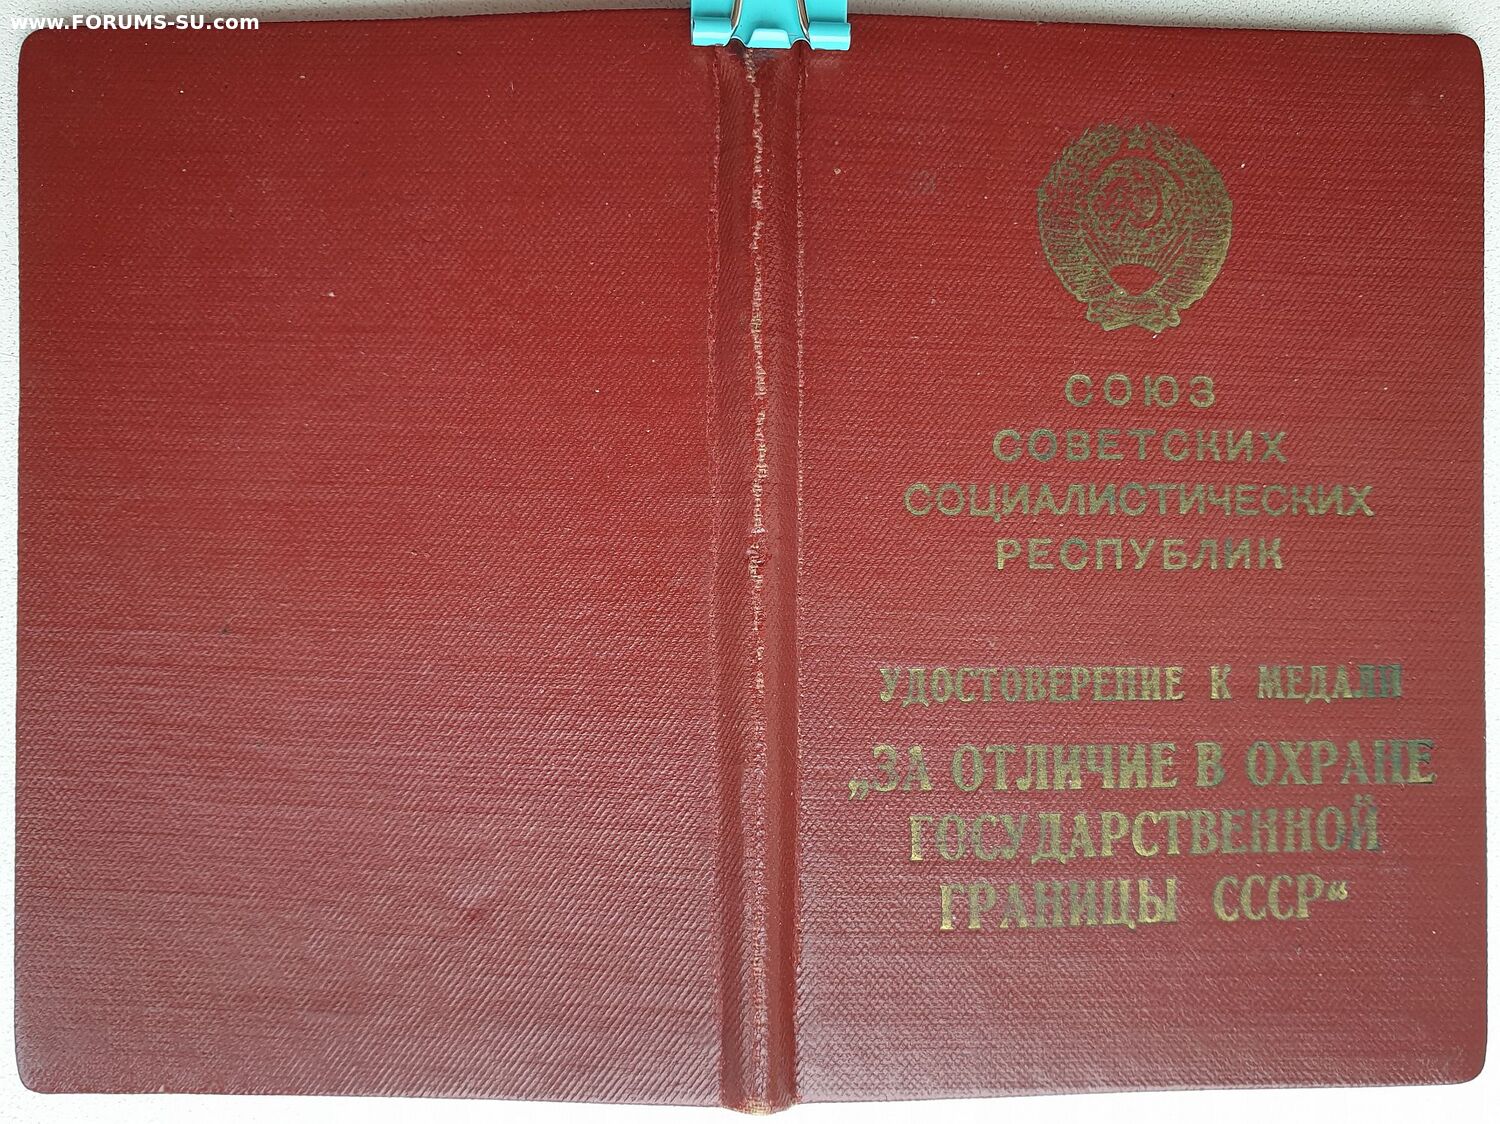 www.FORUMS-SU.com
СОЮЗ
СОВЕТСКИХ
СОЦИАЛИСТИЧЕСКИХ
РЕСПУБЛИК
УДОСТОВЕРЕНИЕ К МЕДАЛИ
„ЗА ОТЛИЧИЕ В ОХРАНЕ
ГОСУДАРСТВЕННОЙ
ГРАНИЦЫ СССР“